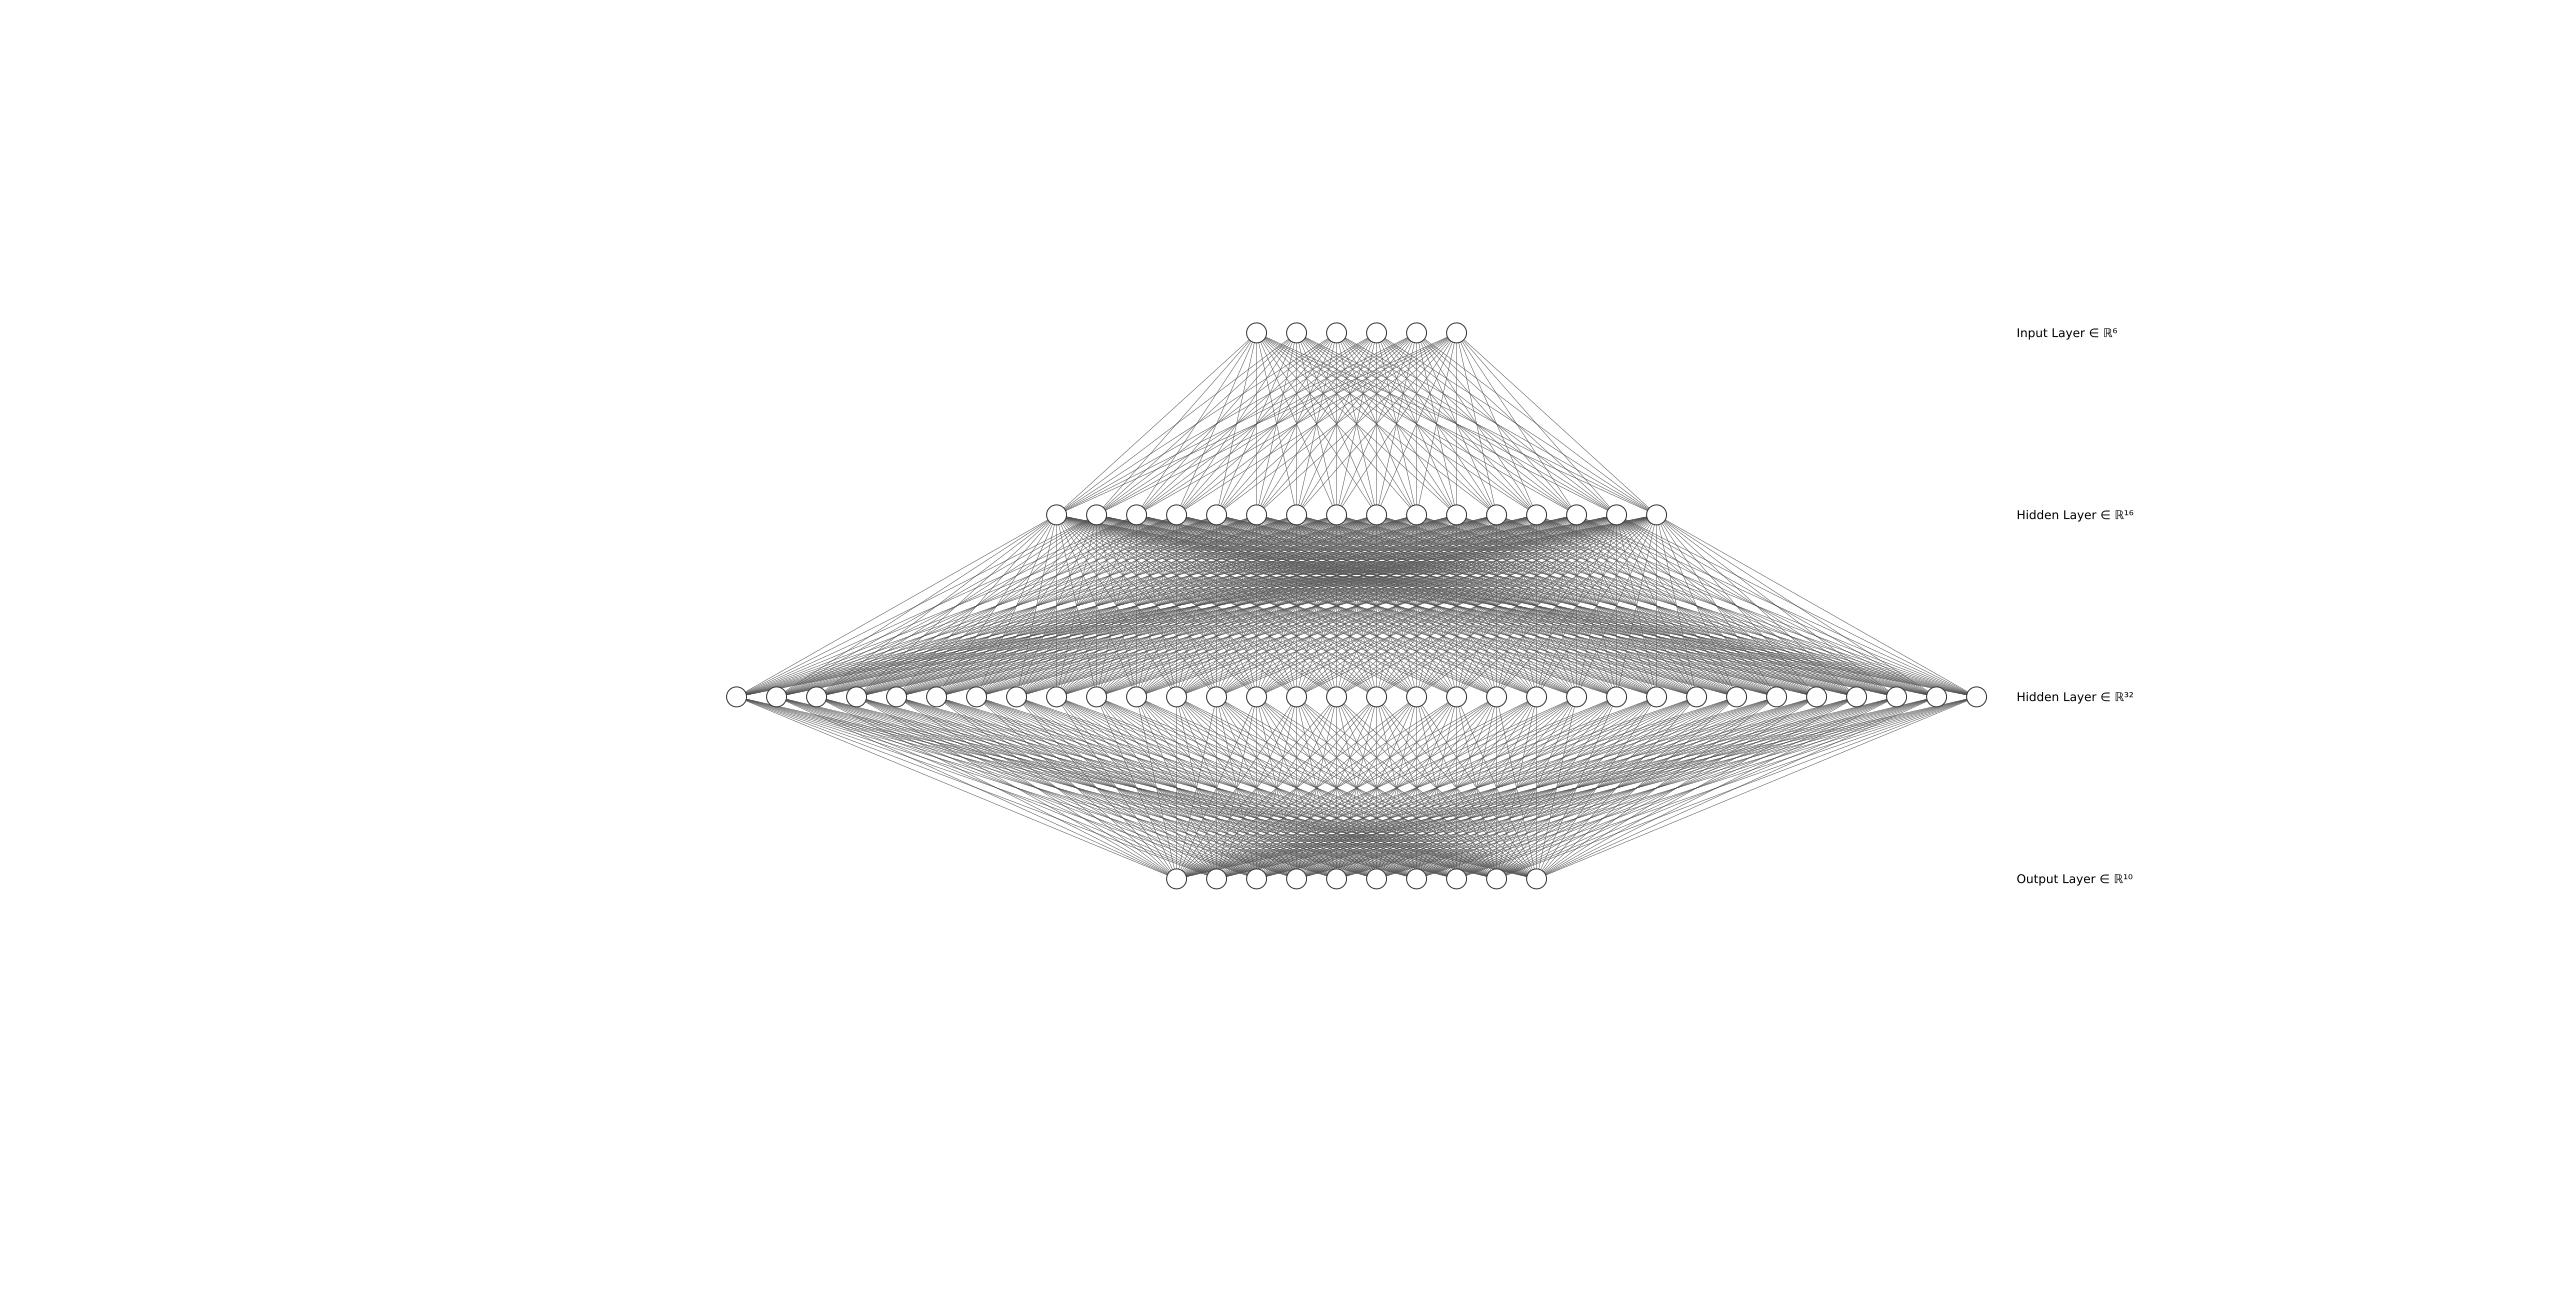 Input Layer ∈ ℝ⁶
Hidden Layer ∈ ℝ¹⁶
Hidden Layer ∈ ℝ³²
Output Layer ∈ ℝ¹⁰